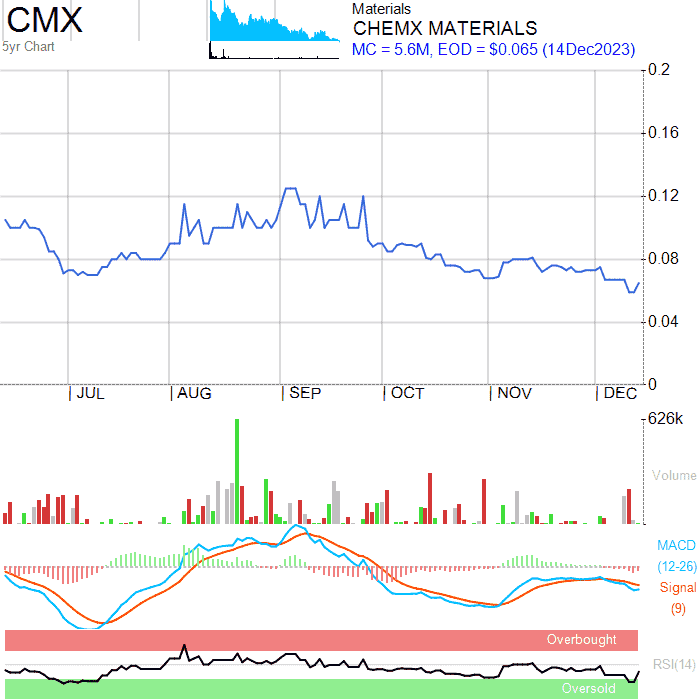 CMX
5yr Chart
Materials
CHEMX MATERIALS
MC = 5.6M, EOD = $0.065 (14Dec2023)
0.2
0.16
0.12
0.08
0.04
0
JUL AUG SEP OCT NOV DEC
626k
Volume
MACD
(12-26)
Signal
(9)
Overbought
RSI(14)
Oversold